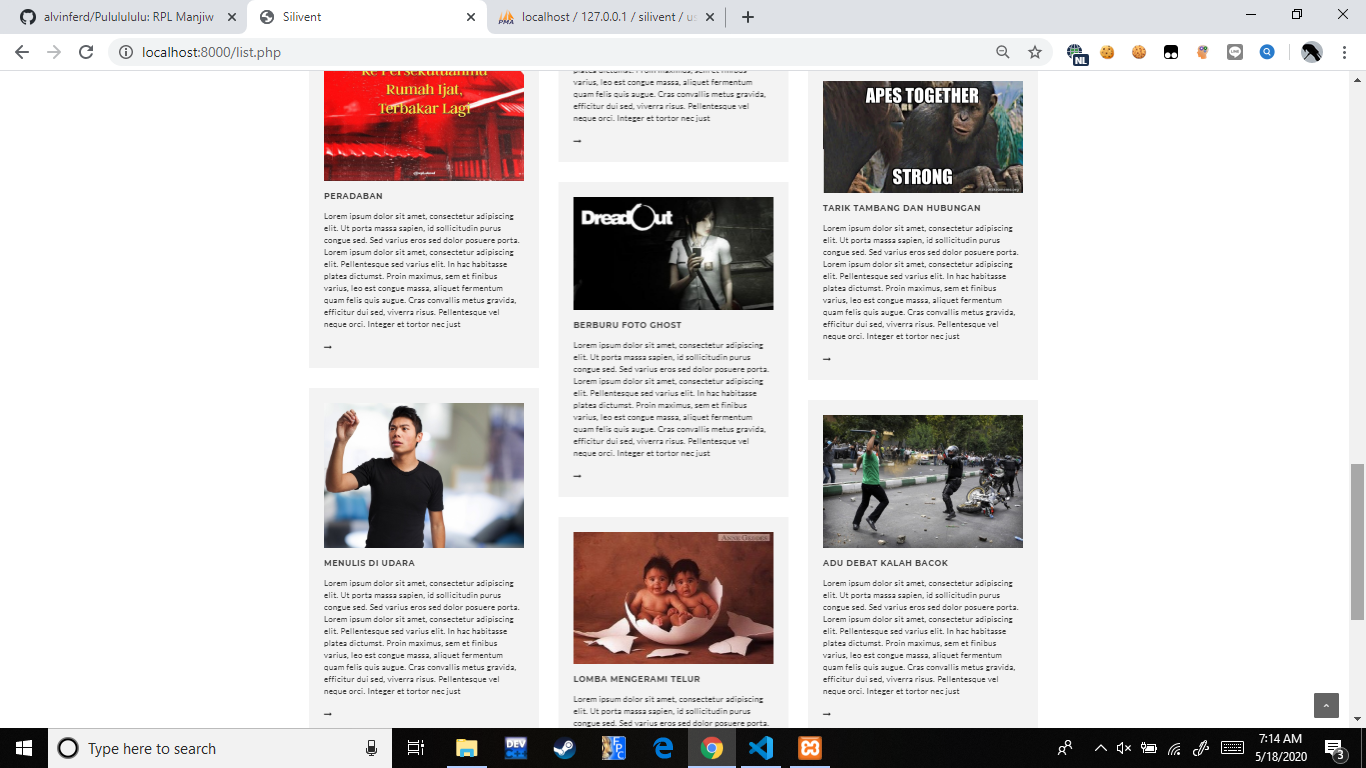 alvinferd/Pulululu: RPL Manjiw
Silivent
localhost / 127.0.0.1 / silivent / us
localhost:8000/list.php
NL
Ke Persekutuanmu
Rumah Ijat,
Terbakar Lagi
PERADABAN
Lorem ipsum dolor sit amet, consectetur adipiscing
elit. Ut porta massa sapien, id sollicitudin purus
congue sed. Sed varius eros sed dolor posuere porta.
Lorem ipsum dolor sit amet, consectetur adipiscing
elit. Pellentesque sed varius elit. In hac habitasse
platea dictumst. Proin maximus, sem et finibus
varius, leo est congue massa, aliquet fermentum
quam felis quis augue. Cras convallis metus gravida,
efficitur dui sed, viverra risus. Pellentesque vel
neque orci. Integer et tortor nec just
→
MENULIS DI UDARA
Lorem ipsum dolor sit amet, consectetur adipiscing
elit. Ut porta massa sapien, id sollicitudin purus
congue sed. Sed varius eros sed dolor posuere porta.
Lorem ipsum dolor sit amet, consectetur adipiscing
elit. Pellentesque sed varius elit. In hac habitasse
platea dictumst. Proin maximus, sem et finibus
varius, leo est congue massa, aliquet fermentum
quam felis quis augue. Cras convallis metus gravida,
efficitur dui sed, viverra risus. Pellentesque vel
neque orci. Integer et tortor nec just
→
platea dictumst. Proin maximus, sem et finibus
varius, leo est congue massa, aliquet fermentum
quam felis quis augue. Cras convallis metus gravida,
efficitur dui sed, viverra risus. Pellentesque vel
neque orci. Integer et tortor nec just
→
DreadOut
BERBURU FOTO GHOST
Lorem ipsum dolor sit amet, consectetur adipiscing
elit. Ut porta massa sapien, id sollicitudin purus
congue sed. Sed varius eros sed dolor posuere porta.
Lorem ipsum dolor sit amet, consectetur adipiscing
elit. Pellentesque sed varius elit. In hac habitasse
platea dictumst. Proin maximus, sem et finibus
varius, leo est congue massa, aliquet fermentum
quam felis quis augue. Cras convallis metus gravida,
efficitur dui sed, viverra risus. Pellentesque vel
neque orci. Integer et tortor nec just
→
ANNE GEDDES
LOMBA MENGERAMI TELUR
Lorem ipsum dolor sit amet, consectetur adipiscing
elit. Ut porta massa sapien, id sollicitudin purus
congue sed. Sed varius eros sed dolor posuere porta.
APES TOGETHER
STRONG
TARIK TAMBANG DAN HUBUNGAN
Lorem ipsum dolor sit amet, consectetur adipiscing
elit. Ut porta massa sapien, id sollicitudin purus
congue sed. Sed varius eros sed dolor posuere porta.
Lorem ipsum dolor sit amet, consectetur adipiscing
elit. Pellentesque sed varius elit. In hac habitasse
platea dictumst. Proin maximus, sem et finibus
varius, leo est congue massa, aliquet fermentum
quam felis quis augue. Cras convallis metus gravida,
efficitur dui sed, viverra risus. Pellentesque vel
neque orci. Integer et tortor nec just
→
ADU DEBAT KALAH BACOK
Lorem ipsum dolor sit amet, consectetur adipiscing
elit. Ut porta massa sapien, id sollicitudin purus
congue sed. Sed varius eros sed dolor posuere porta.
Lorem ipsum dolor sit amet, consectetur adipiscing
elit. Pellentesque sed varius elit. In hac habitasse
platea dictumst. Proin maximus, sem et finibus
varius, leo est congue massa, aliquet fermentum
quam felis quis augue. Cras convallis metus gravida,
efficitur dui sed, viverra risus. Pellentesque vel
neque orci. Integer et tortor nec just
→
Type here to search
7:14 AM
5/18/2020
3